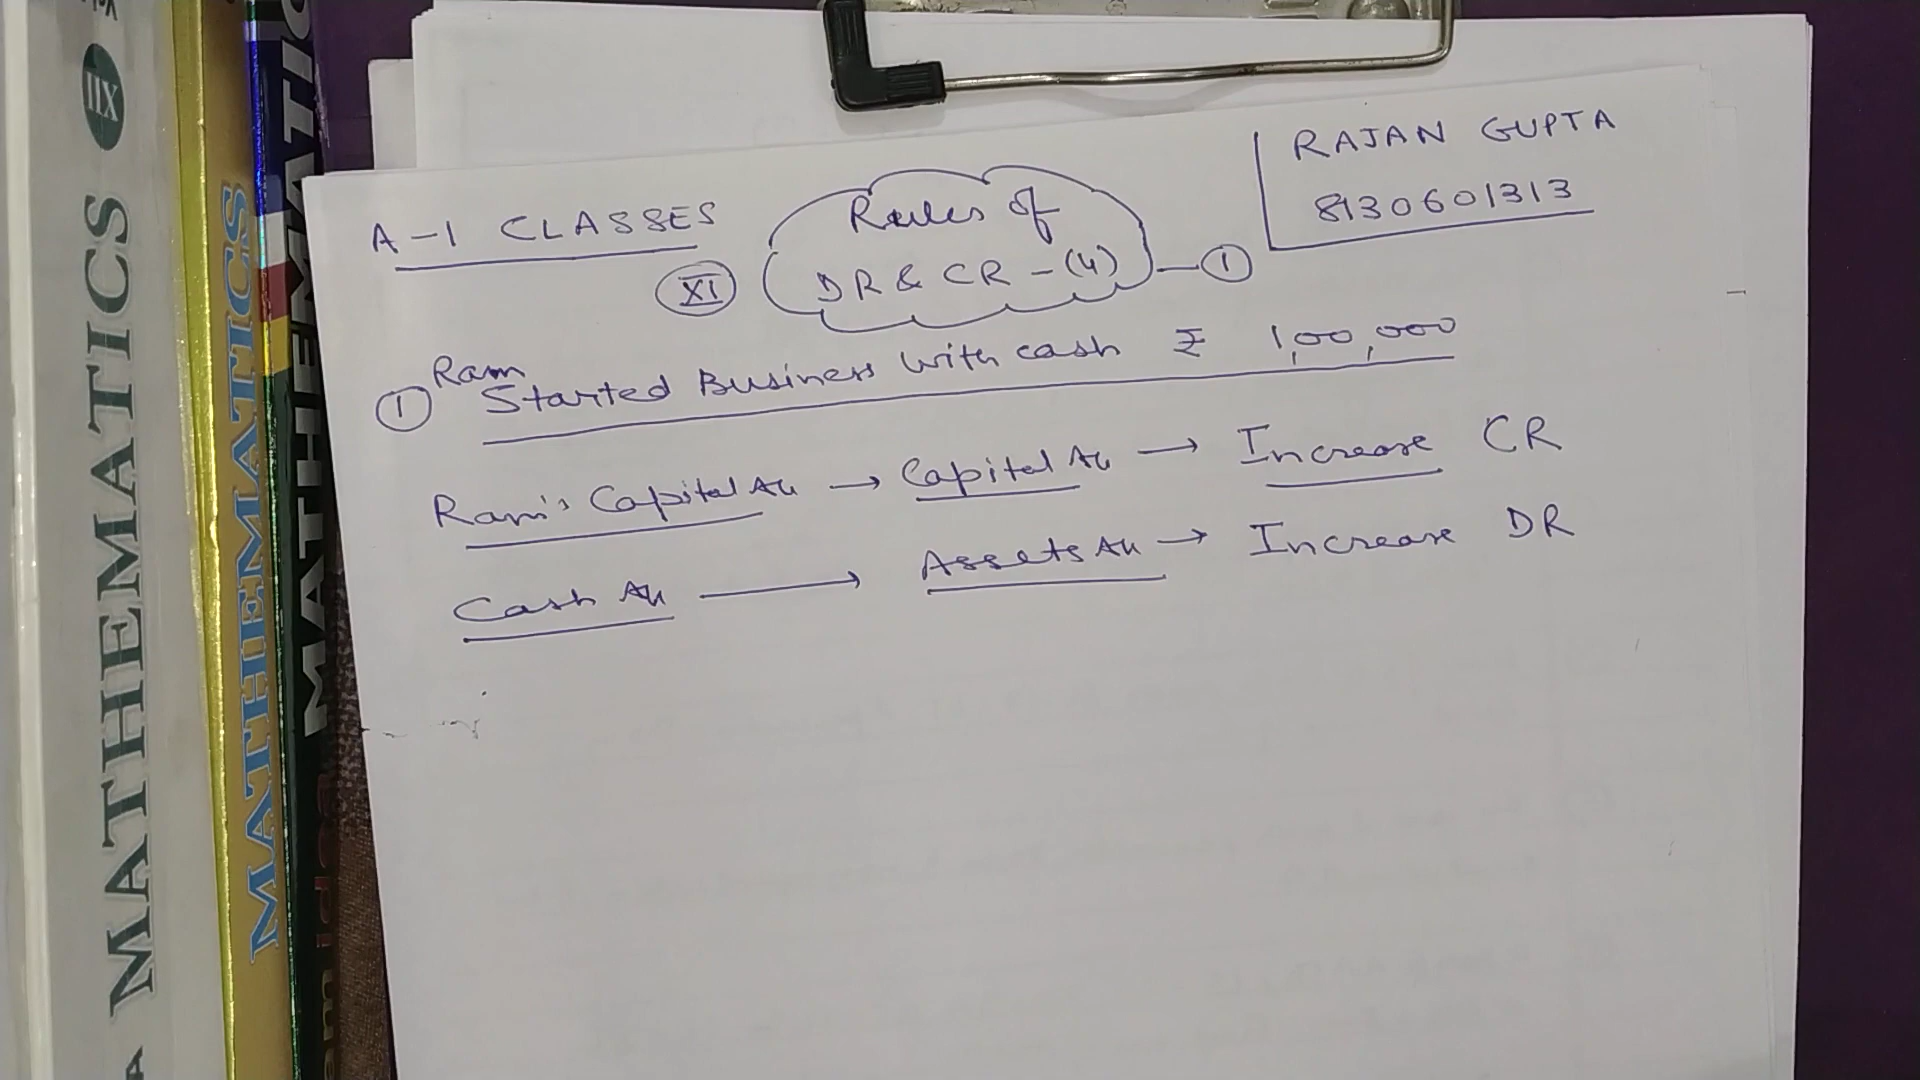 A-1 CLASSES
RAJAN GUPTA
8130601313
XI
Rules of
DR & CR - (4) - 1
1 Ram Started Business with cash ₹ 1,00,000
Ram's Capital A/c → Capital A/c → Increase CR
Cash A/c → Assets A/c → Increase DR
MATHEMATICS XII
MATHEMATICS
MATHEMATIC